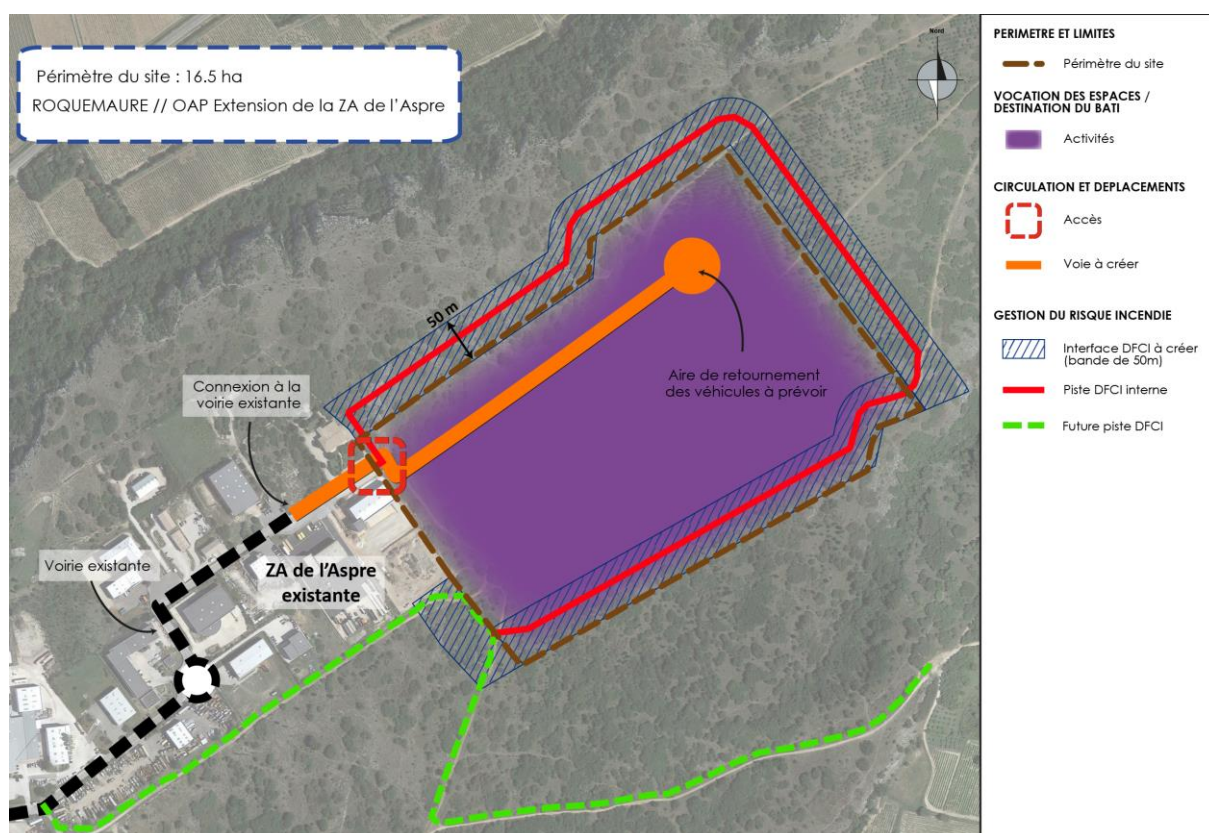 Périmètre du site : 16.5 ha
ROQUEMAURE // OAP Extension de la ZA de l'Aspre
Nord
50 m
Connexion à la
voirie existante
Aire de retournement
des véhicules à prévoir
Voirie existante
ZA de l'Aspre
existante
PERIMETRE ET LIMITES
Périmètre du site
VOCATION DES ESPACES /
DESTINATION DU BATI
Activités
CIRCULATION ET DEPLACEMENTS
Accès
Voie à créer
GESTION DU RISQUE INCENDIE
Interface DFCI à créer
(bande de 50m)
Piste DFCI interne
Future piste DFCI